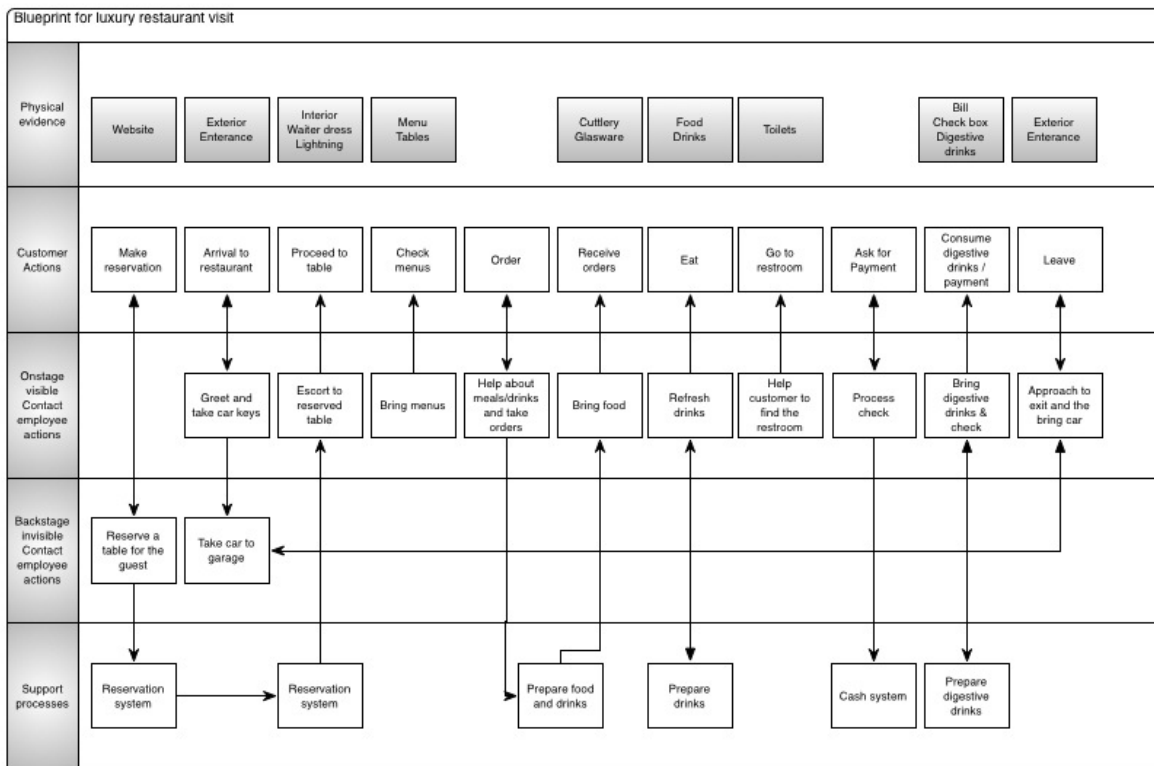 Blueprint for luxury restaurant visit
Physical
evidence
Website
Exterior
Enterance
Interior
Waiter dress
Lightning
Menu
Tables
Cuttlery
Glasware
Food
Drinks
Toilets
Bill
Check box
Digestive
drinks
Exterior
Enterance
Customer
Actions
Make
reservation
Arrival to
restaurant
Proceed to
table
Check
menus
Order
Receive
orders
Eat
Go to
restroom
Ask for
Payment
Consume
digestive
drinks /
payment
Leave
Onstage
visible
Contact
employee
actions
Greet and
take car keys
Escort to
reserved
table
Bring menus
Help about
meals/drinks
and take
orders
Bring food
Refresh
drinks
Help
customer to
find the
restroom
Process
check
Bring
digestive
drinks &
check
Approach to
exit and the
bring car
Backstage
invisible
Contact
employee
actions
Reserve a
table for the
guest
Take car to
garage
Support
processes
Reservation
system
Reservation
system
Prepare food
and drinks
Prepare
drinks
Cash system
Prepare
digestive
drinks